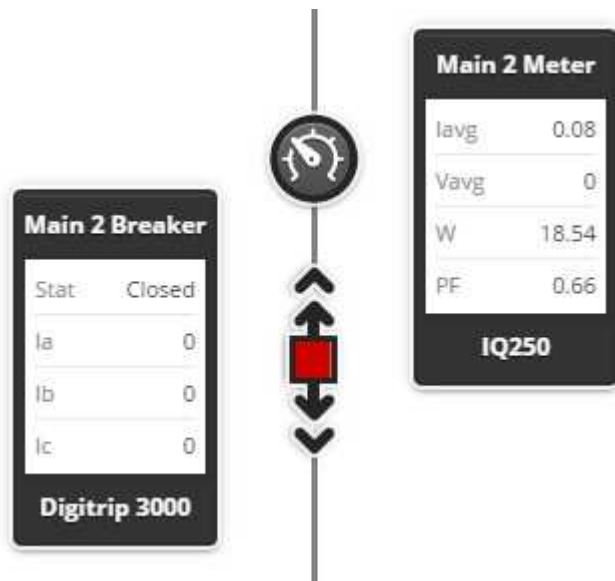 Main 2 Meter
Iavg 0.08
Vavg 0
W 18.54
PF 0.66
IQ250
Main 2 Breaker
Stat Closed
Ia 0
Ib 0
Ic 0
Digitrip 3000